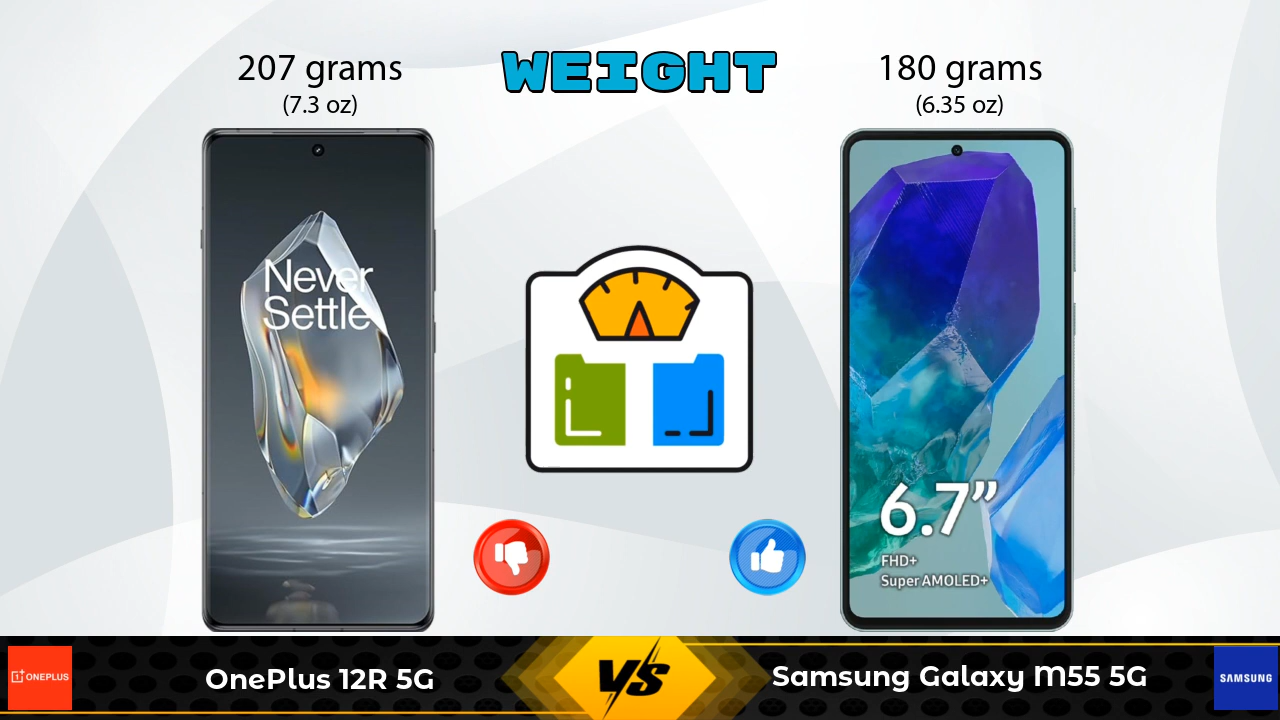 WEIGHT
207 grams
(7.3 oz)
180 grams
(6.35 oz)
Never
Settle
6.7”
FHD+
Super AMOLED+
ONEPLUS
OnePlus 12R 5G
VS
Samsung Galaxy M55 5G
SAMSUNG